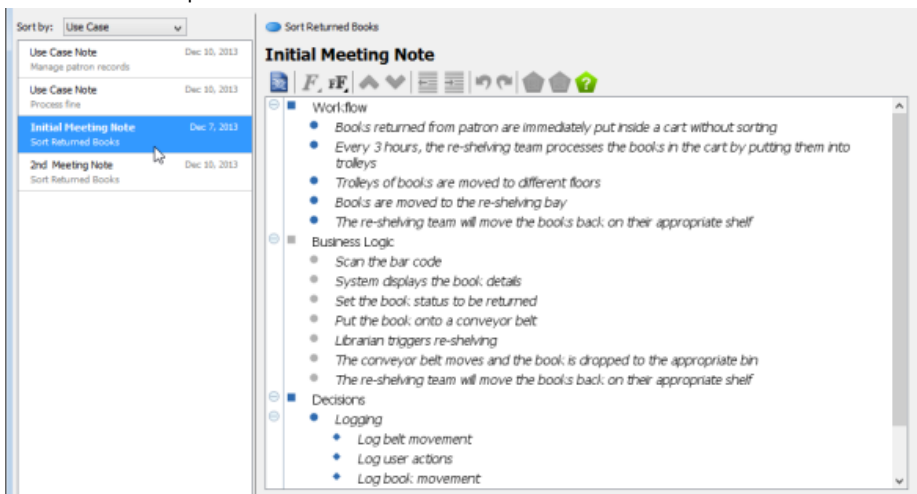 Sort by: Use Case
Use Case Note Dec 10, 2013
Manage patron records
Use Case Note Dec 10, 2013
Process fine
Initial Meeting Note Dec 7, 2013
Sort Returned Books
2nd Meeting Note Dec 10, 2013
Sort Returned Books
Sort Returned Books
Initial Meeting Note
Workflow
Books returned from patron are immediately put inside a cart without sorting
Every 3 hours, the re-shelving team processes the books in the cart by putting them into
trolleys
Trolleys of books are moved to different floors
Books are moved to the re-shelving bay
The re-shelving team will move the books back on their appropriate shelf
Business Logic
Scan the bar code
System displays the book details
Set the book status to be returned
Put the book onto a conveyor belt
Librarian triggers re-shelving
The conveyor belt moves and the book is dropped to the appropriate bin
The re-shelving team will move the books back on their appropriate shelf
Decisions
Logging
Log belt movement
Log user actions
Log book movement